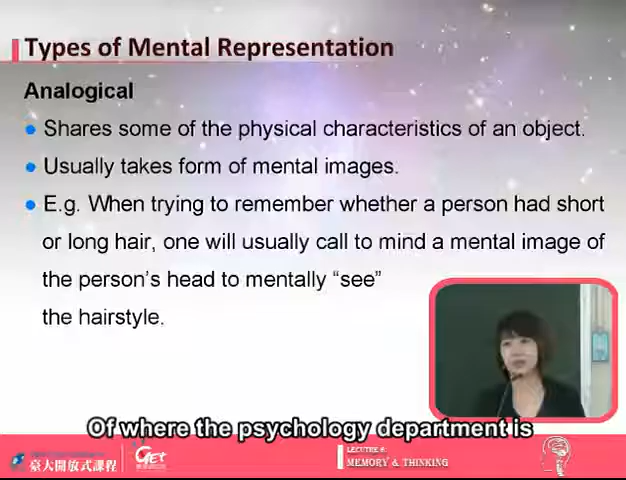 Types of Mental Representation
Analogical
Shares some of the physical characteristics of an object.
Usually takes form of mental images.
E.g. When trying to remember whether a person had short
or long hair, one will usually call to mind a mental image of
the person's head to mentally “see”
the hairstyle.
Of where the psychology department is
臺大開放式課程
GET
LECUTRE 6:
MEMORY & THINKING